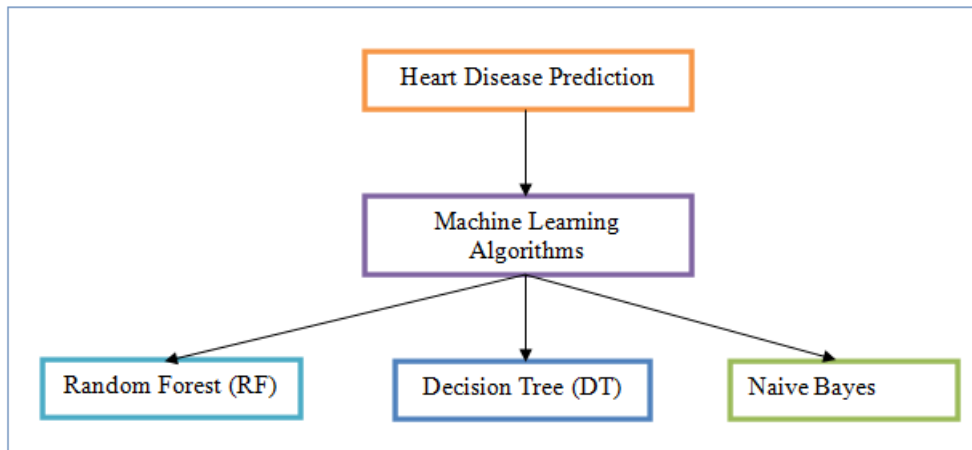 Heart Disease Prediction
Machine Learning
Algorithms
Random Forest (RF)
Decision Tree (DT)
Naive Bayes